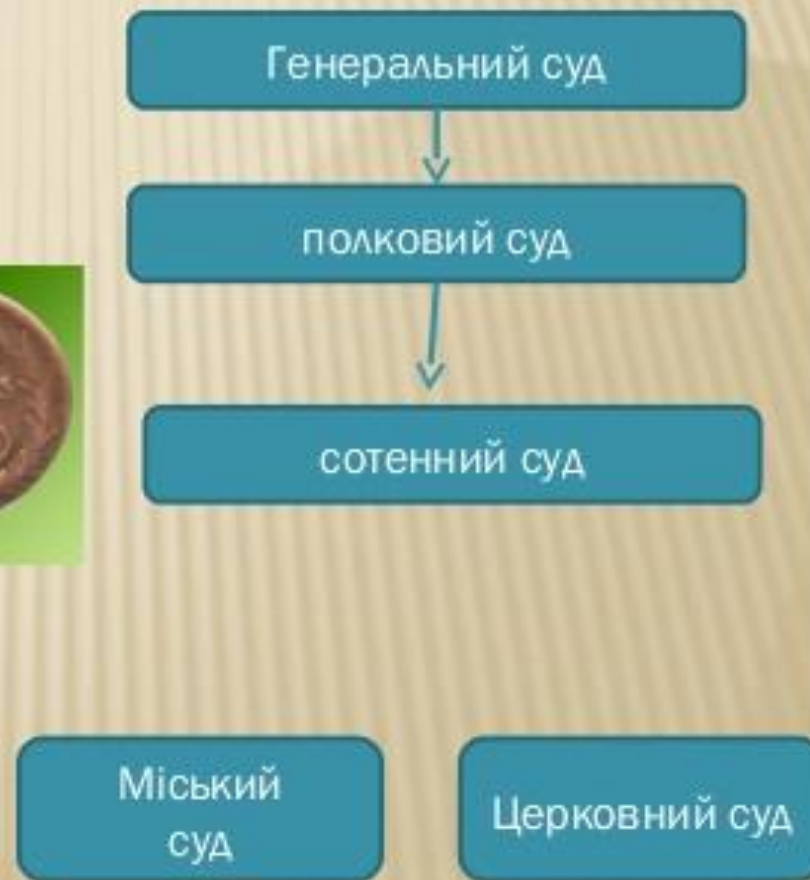 Генеральний суд
полковий суд
сотенний суд
Міський
суд
Церковний суд